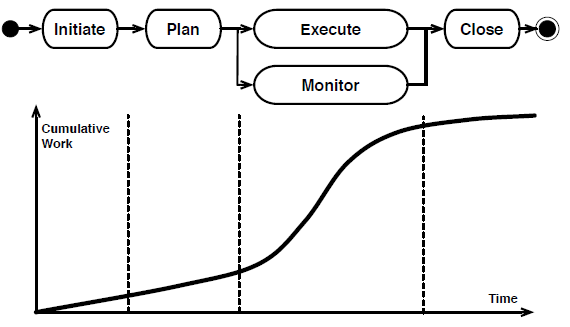 Initiate
Plan
Execute
Close
Monitor
Cumulative
Work
Time